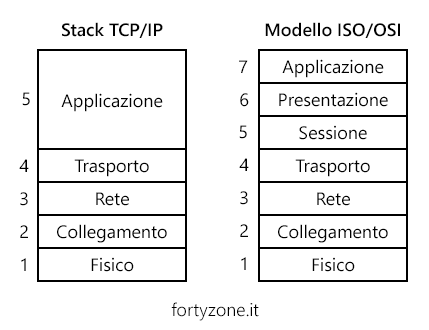 Stack TCP/IP
Modello ISO/OSI
5 Applicazione
4 Trasporto
3 Rete
2 Collegamento
1 Fisico
7 Applicazione
6 Presentazione
5 Sessione
4 Trasporto
3 Rete
2 Collegamento
1 Fisico
fortyzone.it